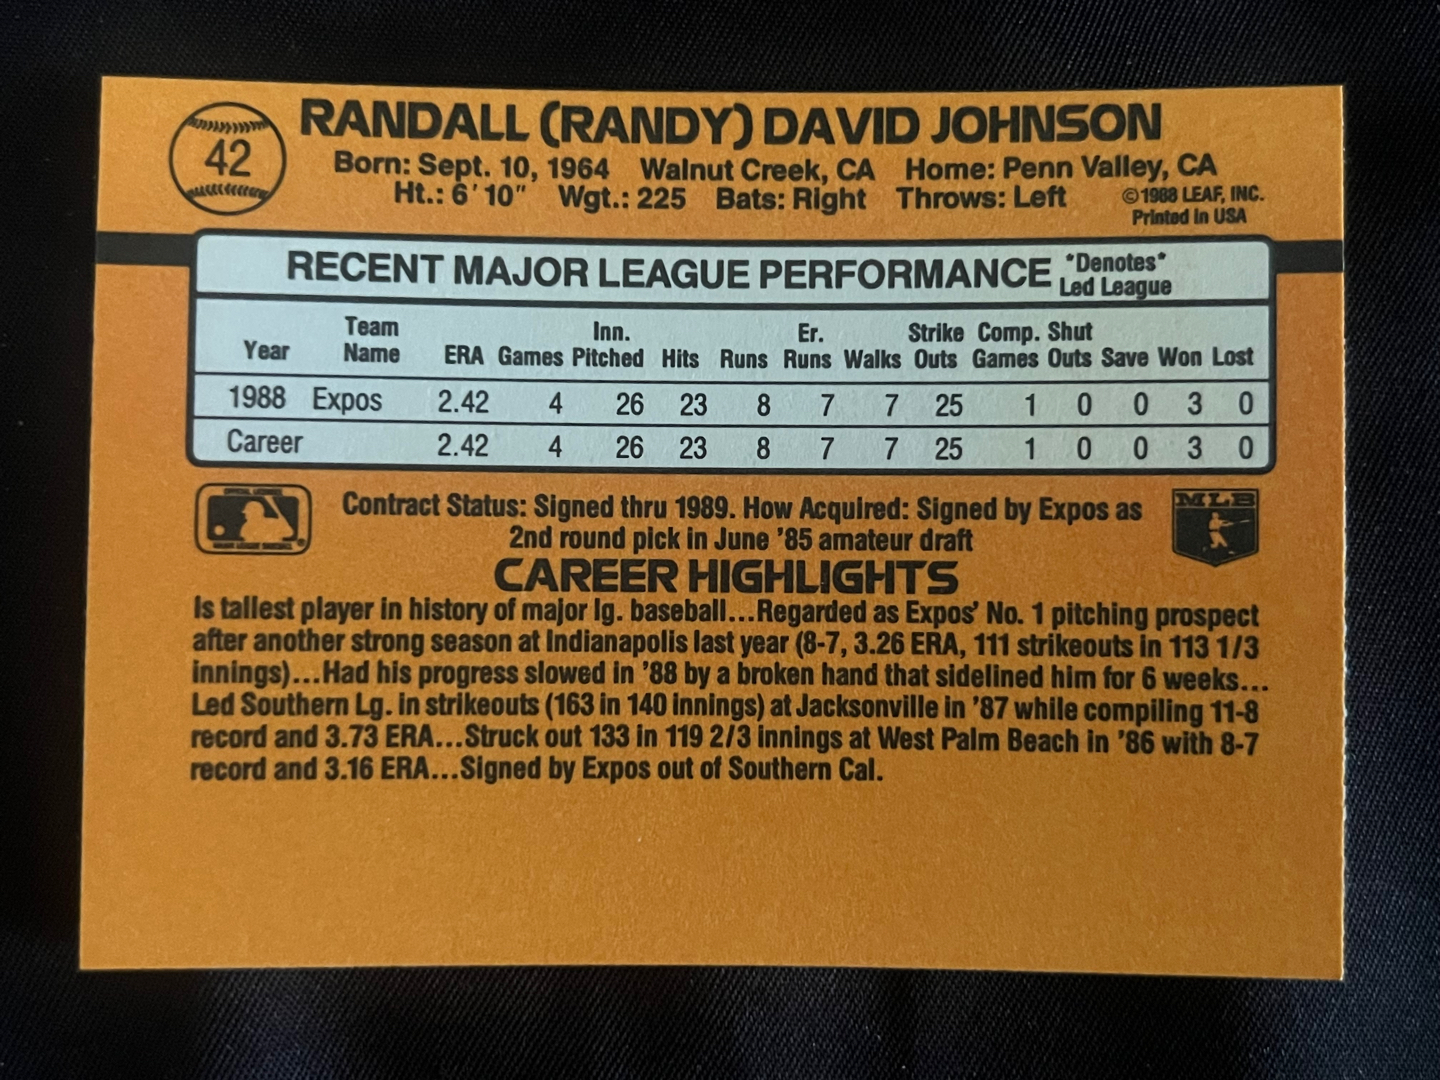 42
RANDALL (RANDY) DAVID JOHNSON
Born: Sept. 10, 1964 Walnut Creek, CA Home: Penn Valley, CA
Ht.: 6' 10" Wgt.: 225 Bats: Right Throws: Left
©1988 LEAF, INC.
Printed in USA
RECENT MAJOR LEAGUE PERFORMANCE *Denotes*
Led League
Year Team Name ERA Games Inn. Pitched Hits Runs Er. Runs Walks Strike Outs Comp. Games Shut Outs Save Won Lost
1988 Expos 2.42 4 26 23 8 7 7 25 1 0 0 3 0
Career 2.42 4 26 23 8 7 7 25 1 0 0 3 0
Contract Status: Signed thru 1989. How Acquired: Signed by Expos as
2nd round pick in June '85 amateur draft
MLB
CAREER HIGHLIGHTS
Is tallest player in history of major lg. baseball...Regarded as Expos' No. 1 pitching prospect
after another strong season at Indianapolis last year (8-7, 3.26 ERA, 111 strikeouts in 113 1/3
innings)...Had his progress slowed in '88 by a broken hand that sidelined him for 6 weeks...
Led Southern Lg. in strikeouts (163 in 140 innings) at Jacksonville in '87 while compiling 11-8
record and 3.73 ERA...Struck out 133 in 119 2/3 innings at West Palm Beach in '86 with 8-7
record and 3.16 ERA...Signed by Expos out of Southern Cal.